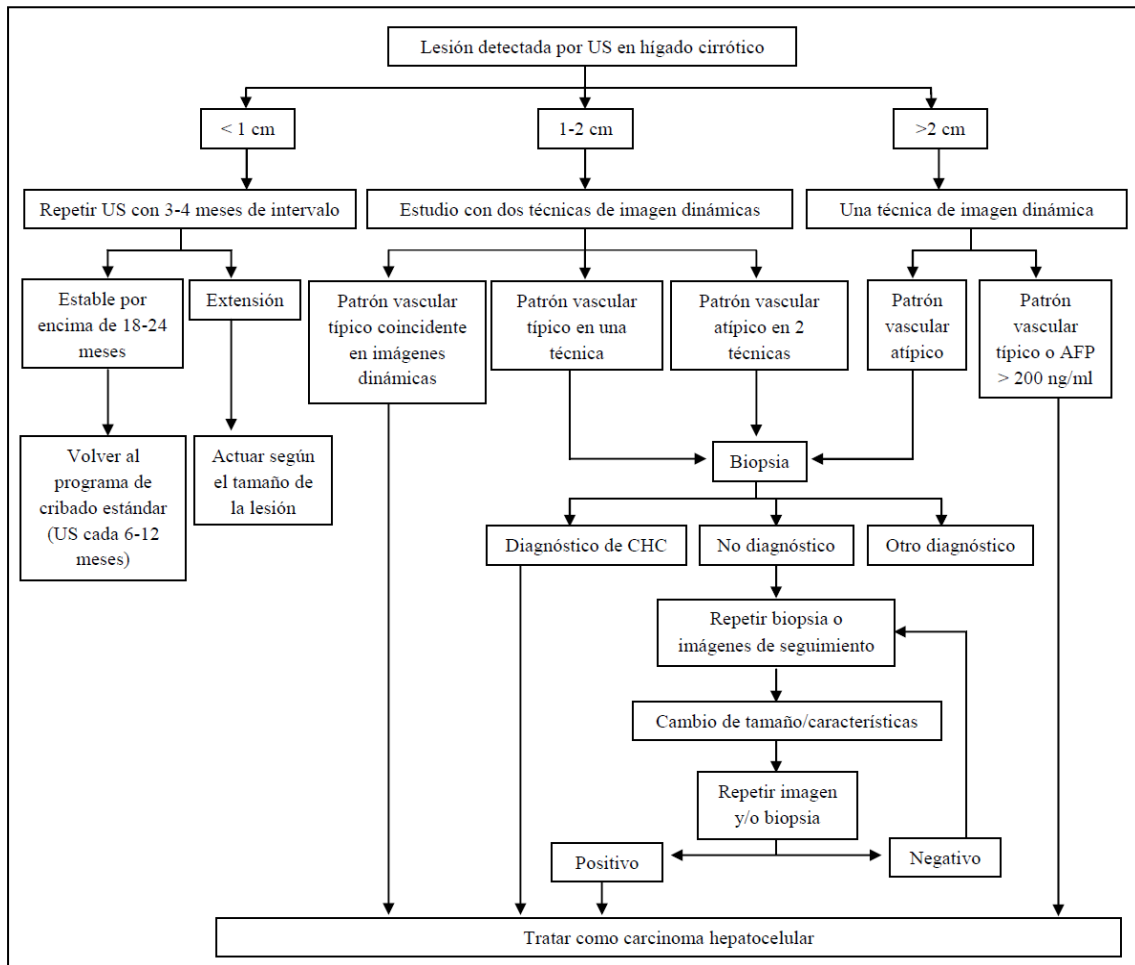 Lesión detectada por US en hígado cirrótico
< 1 cm
1-2 cm
>2 cm
Repetir US con 3-4 meses de intervalo
Estudio con dos técnicas de imagen dinámicas
Una técnica de imagen dinámica
Estable por
encima de 18-24
meses
Extensión
Patrón vascular
típico coincidente
en imágenes
dinámicas
Patrón vascular
típico en una
técnica
Patrón vascular
atípico en 2
técnicas
Patrón
vascular
atípico
Patrón
vascular
típico o AFP
> 200 ng/ml
Volver al
programa de
cribado estándar
(US cada 6-12
meses)
Actuar según
el tamaño de
la lesión
Biopsia
Diagnóstico de CHC
No diagnóstico
Otro diagnóstico
Repetir biopsia o
imágenes de seguimiento
Cambio de tamaño/características
Repetir imagen
y/o biopsia
Positivo
Negativo
Tratar como carcinoma hepatocelular